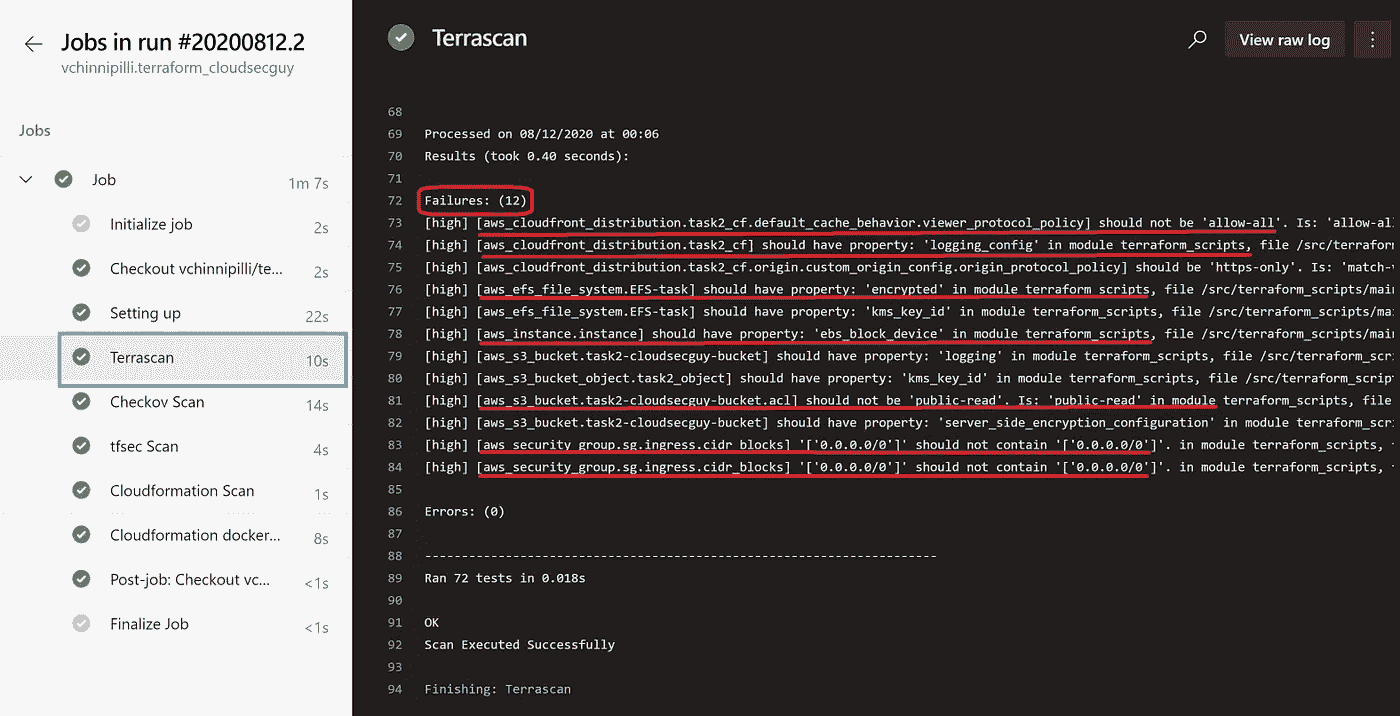 Jobs in run #20200812.2
vchinnipilli.terraform_cloudsecguy
Jobs
Job 1m 7s
Initialize job 2s
Checkout vchinnipilli/te... 2s
Setting up 22s
Terrascan 10s
Checkov Scan 14s
tfsec Scan 4s
Cloudformation Scan 1s
Cloudformation docker... 8s
Post-job: Checkout vc... <1s
Finalize Job <1s
Terrascan
View raw log
68
69 Processed on 08/12/2020 at 00:06
70 Results (took 0.40 seconds):
71
72 Failures: (12)
73 [high] [aws_cloudfront_distribution.task2_cf.default_cache_behavior.viewer_protocol_policy] should not be 'allow-all'. Is: 'allow-al
74 [high] [aws_cloudfront_distribution.task2_cf] should have property: 'logging_config' in module terraform_scripts, file /src/terrafor
75 [high] [aws_cloudfront_distribution.task2_cf.origin.custom_origin_config.origin_protocol_policy] should be 'https-only'. Is: 'match-
76 [high] [aws_efs_file_system.EFS-task] should have property: 'encrypted' in module terraform_scripts, file /src/terraform_scripts/mai
77 [high] [aws_efs_file_system.EFS-task] should have property: 'kms_key_id' in module terraform_scripts, file /src/terraform_scripts/ma
78 [high] [aws_instance.instance] should have property: 'ebs_block_device' in module terraform_scripts, file /src/terraform_scripts/mai
79 [high] [aws_s3_bucket.task2-cloudsecguy-bucket] should have property: 'logging' in module terraform_scripts, file /src/terraform_scr
80 [high] [aws_s3_bucket_object.task2_object] should have property: 'kms_key_id' in module terraform_scripts, file /src/terraform_script
81 [high] [aws_s3_bucket.task2-cloudsecguy-bucket.acl] should not be 'public-read'. Is: 'public-read' in module terraform_scripts, file
82 [high] [aws_s3_bucket.task2-cloudsecguy-bucket] should have property: 'server_side_encryption_configuration' in module terraform_scr
83 [high] [aws_security_group.sg.ingress.cidr_blocks] '['0.0.0.0/0']' should not contain '['0.0.0.0/0']'. in module terraform_scripts,
84 [high] [aws_security_group.sg.ingress.cidr_blocks] '['0.0.0.0/0']' should not contain '['0.0.0.0/0']'. in module terraform_scripts,
85
86 Errors: (0)
87
88 ----------------------------------------------------------------------
89 Ran 72 tests in 0.018s
90
91 OK
92 Scan Executed Successfully
93
94 Finishing: Terrascan